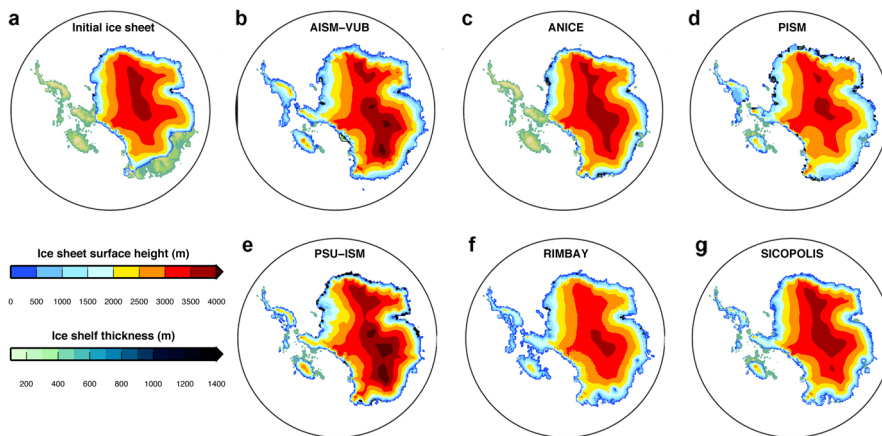 a
Initial ice sheet
b
AISM–VUB
c
ANICE
d
PISM
Ice sheet surface height (m)
0 500 1000 1500 2000 2500 3000 3500 4000
Ice shelf thickness (m)
200 400 600 800 1000 1200 1400
e
PSU–ISM
f
RIMBAY
g
SICOPOLIS